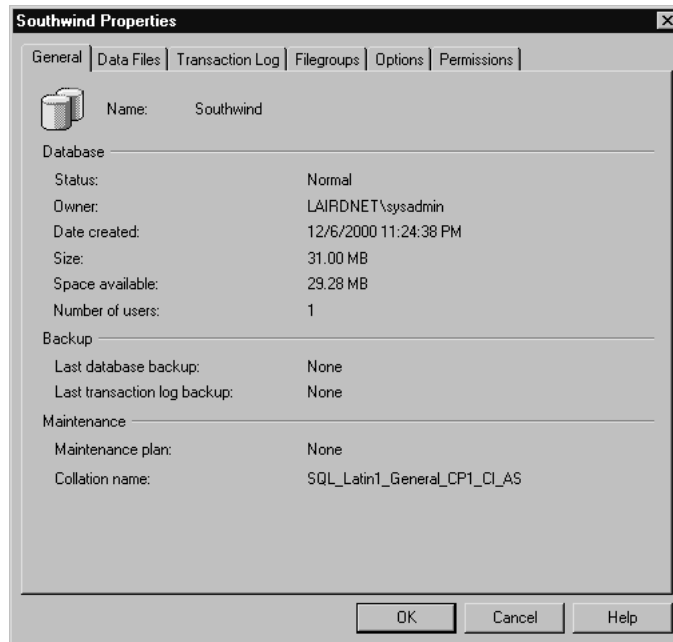 Southwind Properties
General Data Files Transaction Log Filegroups Options Permissions
Name: Southwind
Database
Status: Normal
Owner: LAIRDNET\sysadmin
Date created: 12/6/2000 11:24:38 PM
Size: 31.00 MB
Space available: 29.28 MB
Number of users: 1
Backup
Last database backup: None
Last transaction log backup: None
Maintenance
Maintenance plan: None
Collation name: SQL_Latin1_General_CP1_CI_AS
OK Cancel Help